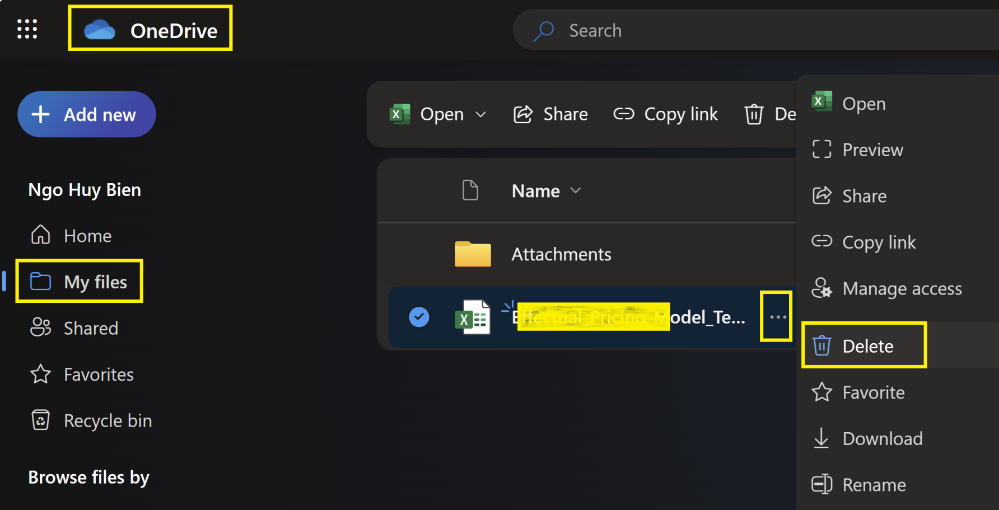 OneDrive
Search
Add new
Open
Share
Copy link
De
Ngo Huy Bien
Home
My files
Shared
Favorites
Recycle bin
Browse files by
Name
Attachments
Effectual_Pricing_Model_Te...
Open
Preview
Share
Copy link
Manage access
Delete
Favorite
Download
Rename